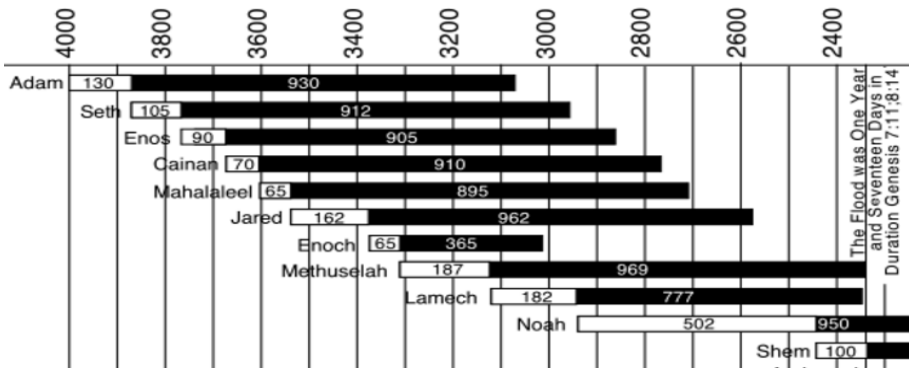 4000 3800 3600 3400 3200 3000 2800 2600 2400
Adam 130 930
Seth 105 912
Enos 90 905
Cainan 70 910
Mahalaleel 65 895
Jared 162 962
Enoch 65 365
Methuselah 187 969
Lamech 182 777
Noah 502 950
Shem 100
The Flood was One Year
and Seventeen Days in
Duration Genesis 7:11;8:14